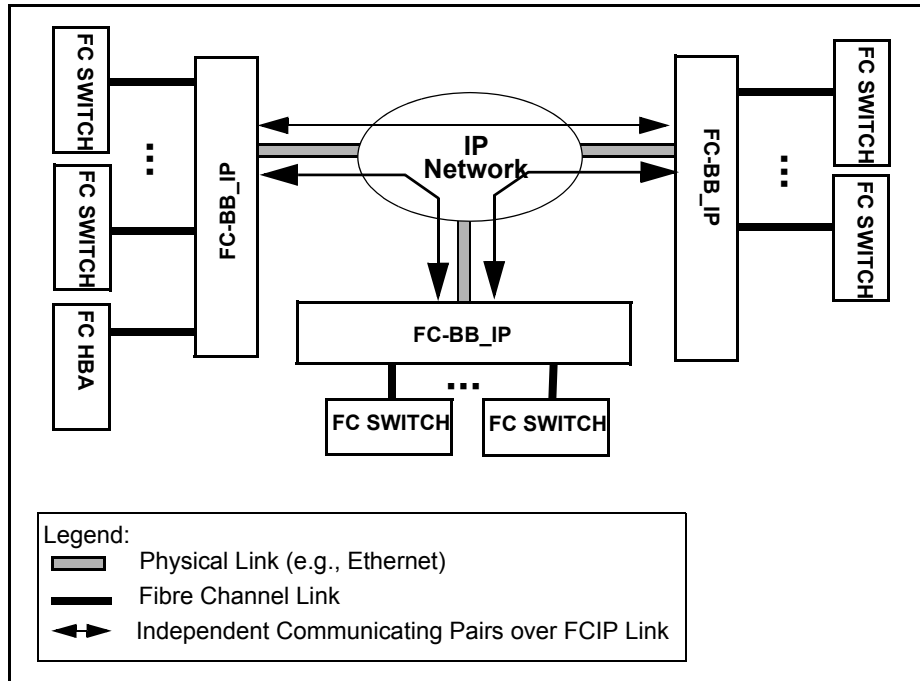 FC SWITCH
...
FC SWITCH
FC HBA
FC-BB_IP
IP
Network
FC-BB_IP
FC SWITCH
...
FC SWITCH
FC-BB_IP
...
FC SWITCH
FC SWITCH
Legend:
Physical Link (e.g., Ethernet)
Fibre Channel Link
Independent Communicating Pairs over FCIP Link